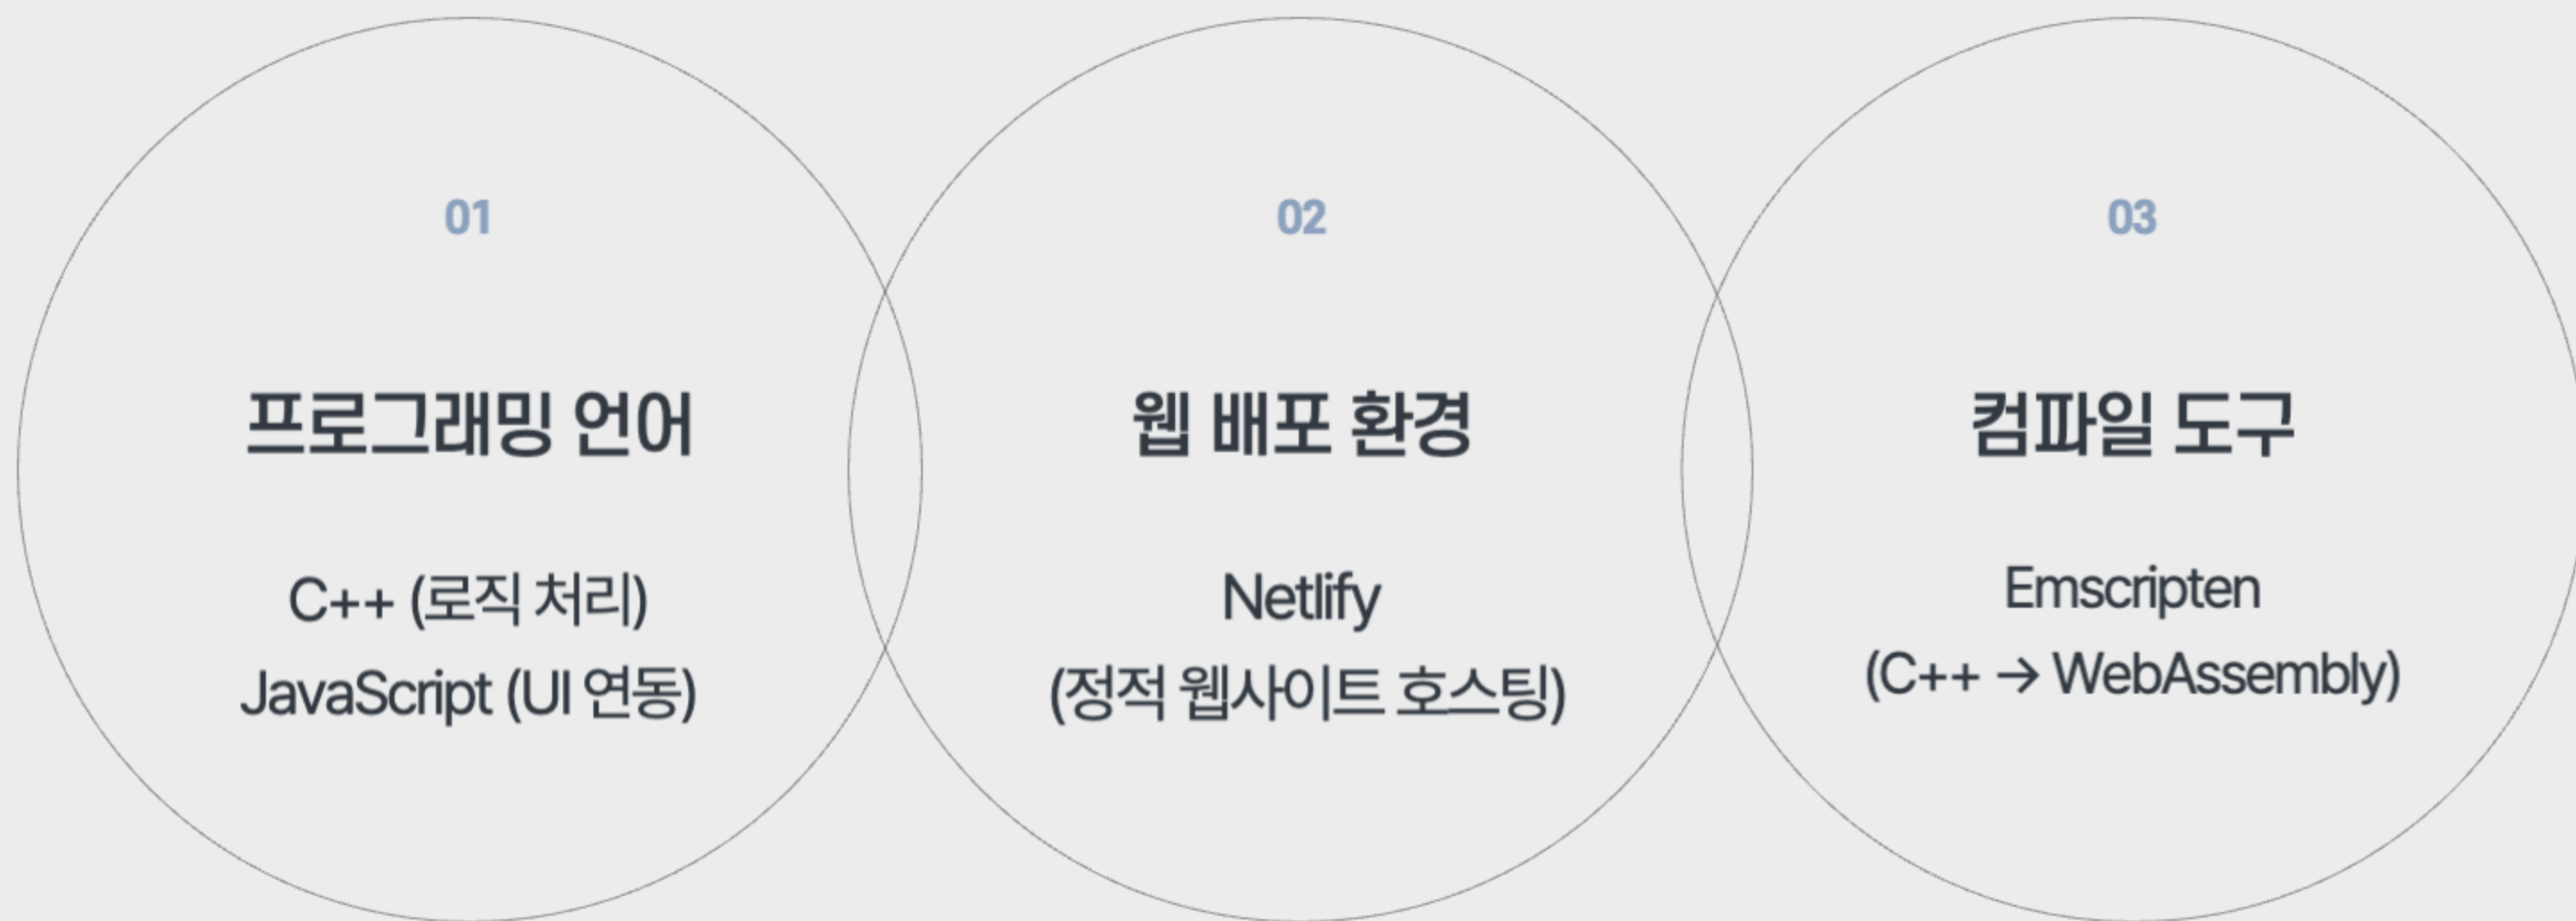 01
프로그래밍 언어
C++ (로직 처리)
JavaScript (UI 연동)
02
웹 배포 환경
Netlify
(정적 웹사이트 호스팅)
03
컴파일 도구
Emscripten
(C++ → WebAssembly)